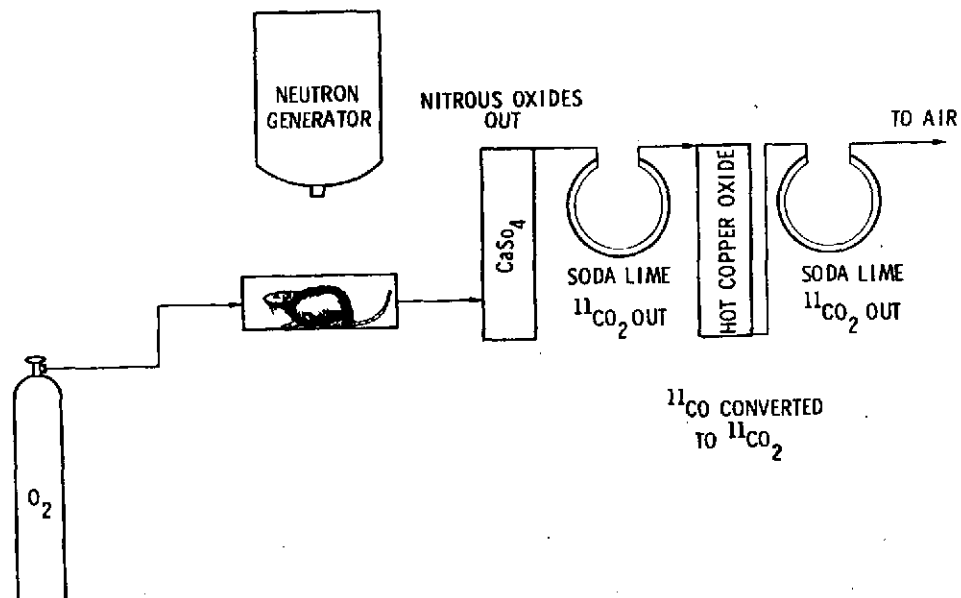 NEUTRON
GENERATOR
NITROUS OXIDES
OUT
TO AIR
CaSo₄
HOT COPPER OXIDE
SODA LIME
¹¹CO₂ OUT
SODA LIME
¹¹CO₂ OUT
¹¹CO CONVERTED
TO ¹¹CO₂
O₂